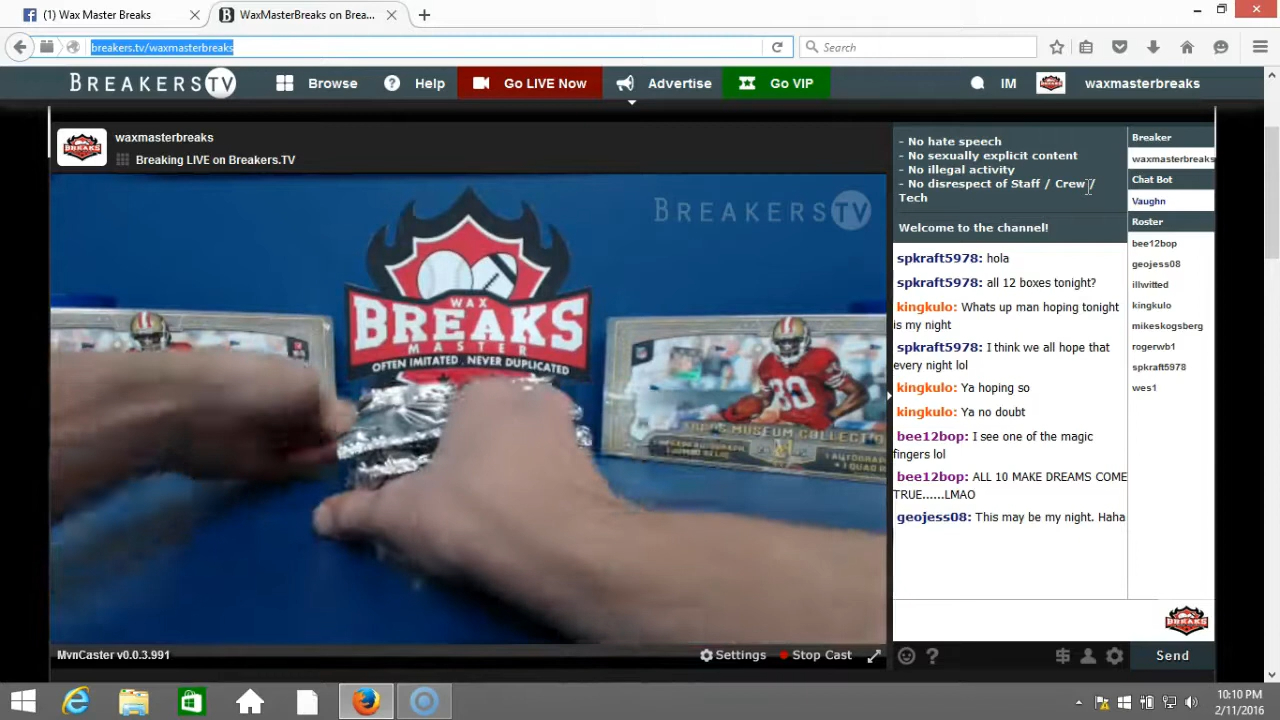 (1) Wax Master Breaks
WaxMasterBreaks on Brea...
breakers.tv/waxmasterbreaks
Search
BREAKERSTV
Browse
Help
Go LIVE Now
Advertise
Go VIP
IM
waxmasterbreaks
waxmasterbreaks
Breaking LIVE on Breakers.TV
BREAKERSTV
WAX
BREAKS
MASTER
OFTEN IMITATED, NEVER DUPLICATED
80
MUSEUM COLLECTION
- No hate speech
- No sexually explicit content
- No illegal activity
- No disrespect of Staff / Crew /
Tech
Welcome to the channel!
spkraft5978: hola
spkraft5978: all 12 boxes tonight?
kingkulo: Whats up man hoping tonight
is my night
spkraft5978: I think we all hope that
every night lol
kingkulo: Ya hoping so
kingkulo: Ya no doubt
bee12bop: I see one of the magic
fingers lol
bee12bop: ALL 10 MAKE DREAMS COME
TRUE......LMAO
geojess08: This may be my night. Haha
Breaker
waxmasterbreaks
Chat Bot
Vaughn
Roster
bee12bop
geojess08
illwitted
kingkulo
mikeskogsberg
rogerwb1
spkraft5978
wes1
BREAKS
MvnCaster v0.0.3.991
Settings
Stop Cast
Send
10:10 PM
2/11/2016